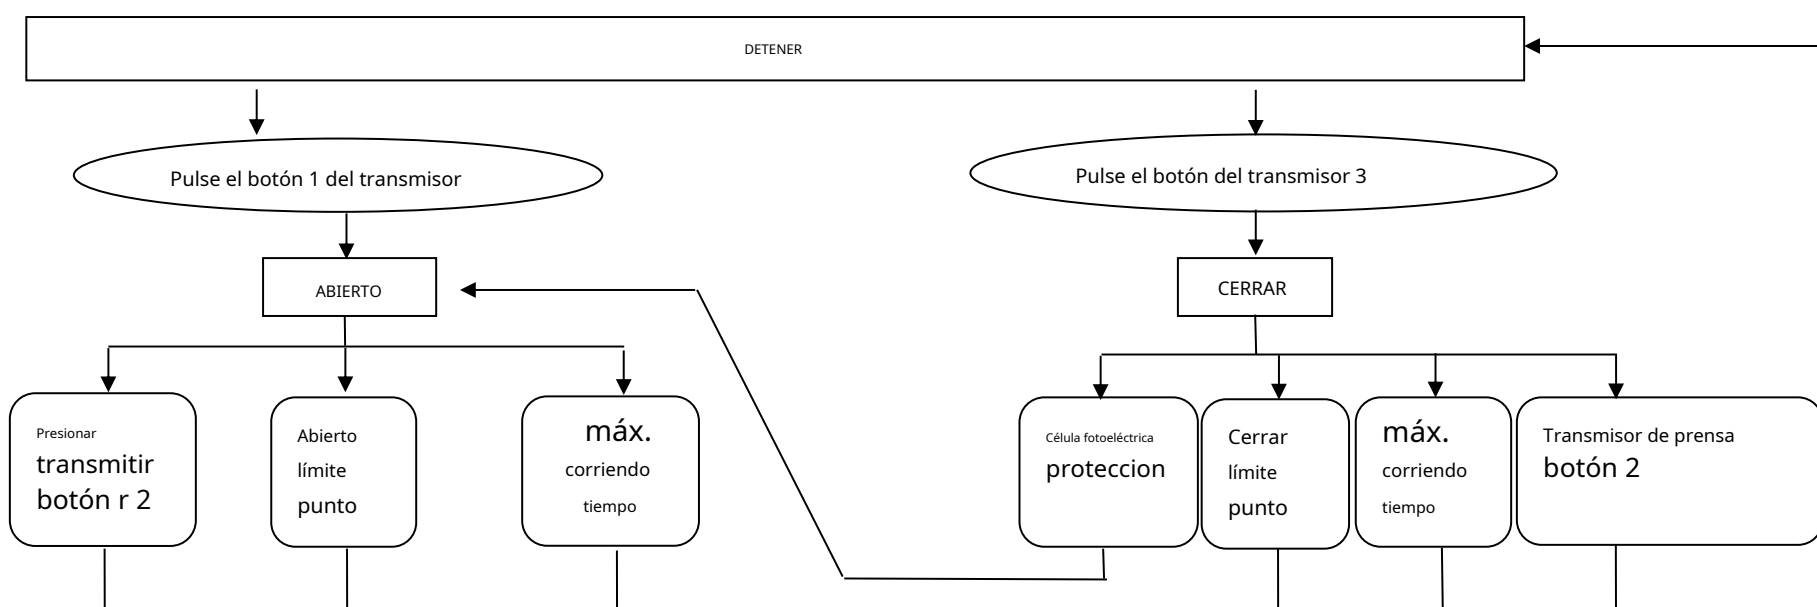 DETENER
Pulse el botón 1 del transmisor
Pulse el botón del transmisor 3
ABIERTO
CERRAR
Presionar
transmitir
botón r 2
Abierto
límite
punto
máx.
corriendo
tiempo
Célula fotoeléctrica
proteccion
Cerrar
límite
punto
máx.
corriendo
tiempo
Transmisor de prensa
botón 2